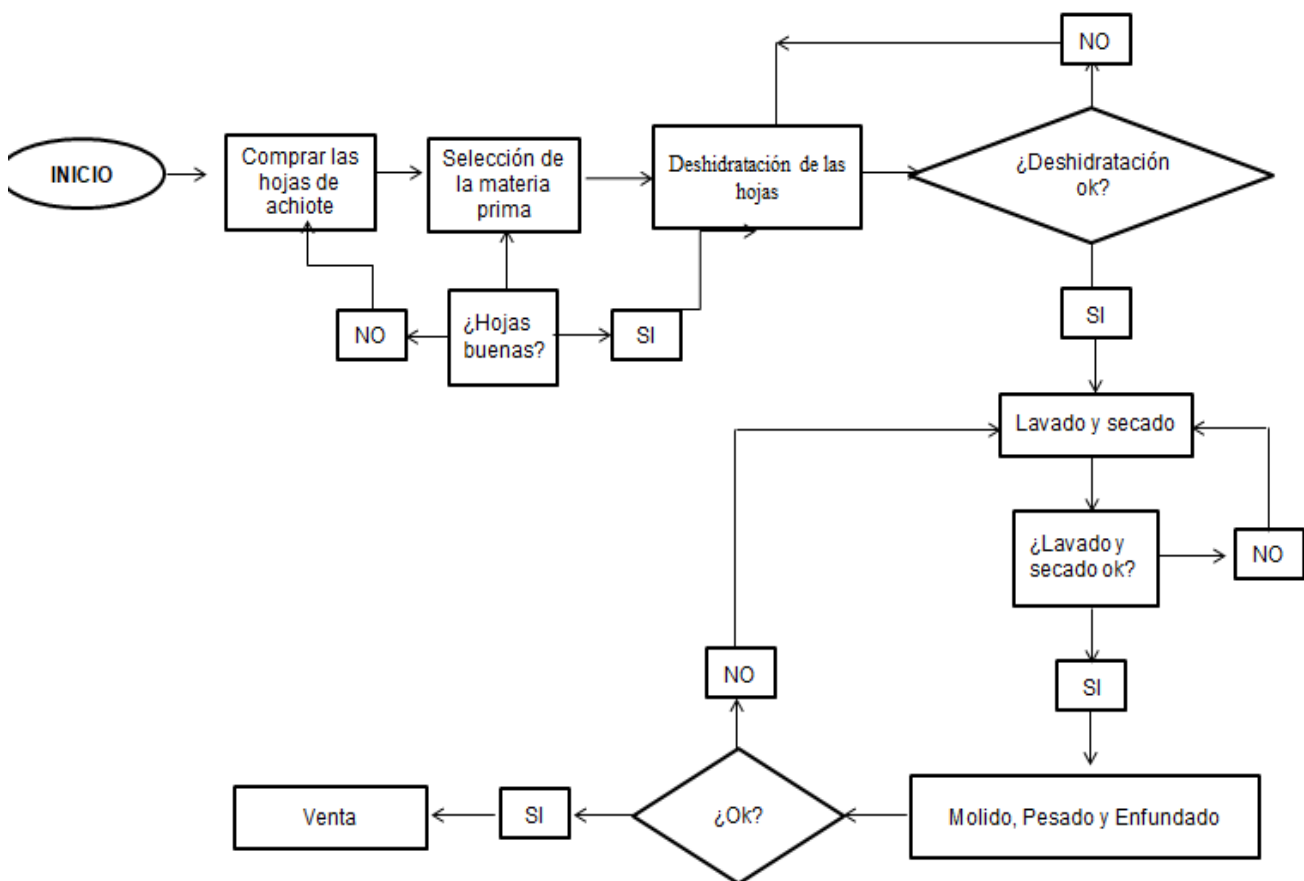 NO
INICIO
Comprar las
hojas de
achiote
Selección de
la materia
prima
Deshidratación de las
hojas
¿Deshidratación
ok?
NO
¿Hojas
buenas?
SI
SI
Lavado y secado
¿Lavado y
secado ok?
NO
NO
SI
Venta
SI
¿Ok?
Molido, Pesado y Enfundado